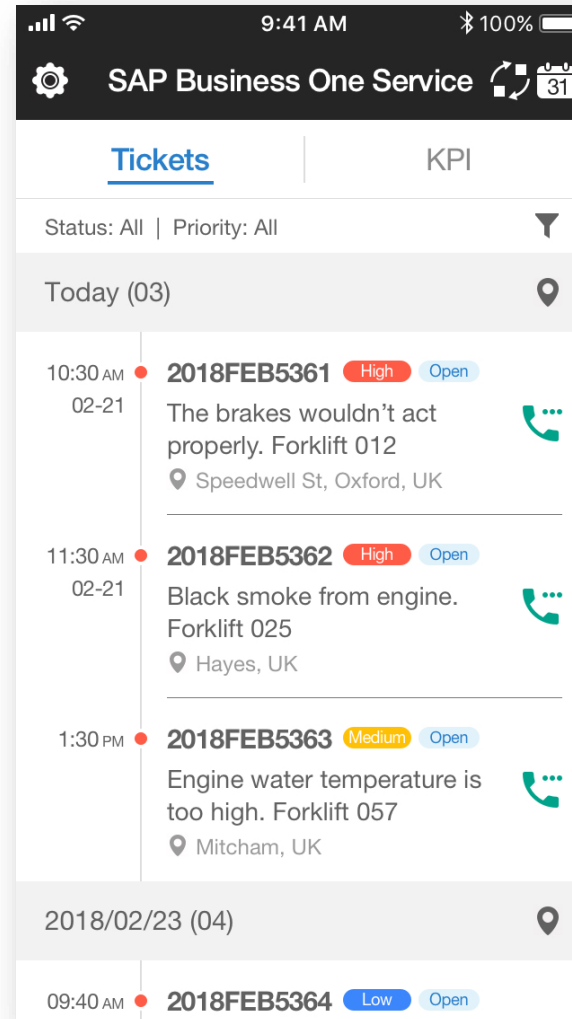 9:41 AM 100%
SAP Business One Service 31
Tickets KPI
Status: All | Priority: All
Today (03)
10:30 AM 2018FEB5361 High Open
02-21
The brakes wouldn’t act
properly. Forklift 012
Speedwell St, Oxford, UK
11:30 AM 2018FEB5362 High Open
02-21
Black smoke from engine.
Forklift 025
Hayes, UK
1:30 PM 2018FEB5363 Medium Open
Engine water temperature is
too high. Forklift 057
Mitcham, UK
2018/02/23 (04)
09:40 AM 2018FEB5364 Low Open